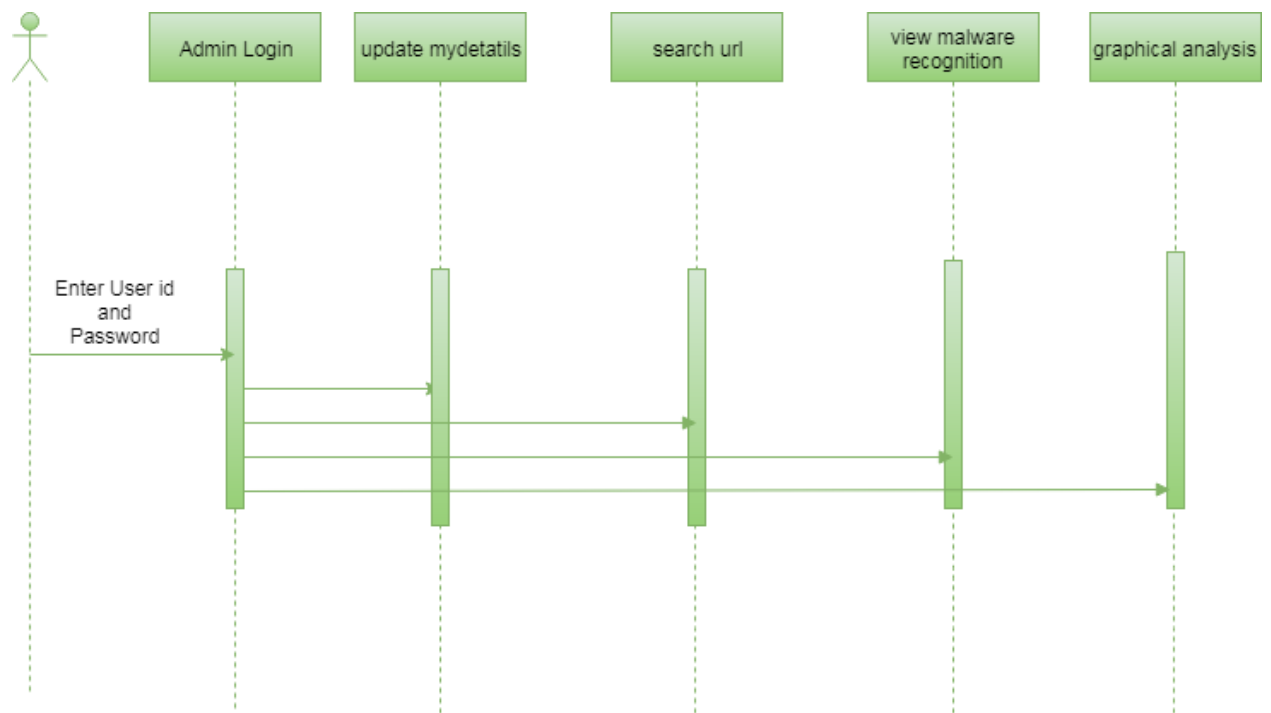 Admin Login
update mydetatils
search url
view malware
recognition
graphical analysis
Enter User id
and
Password